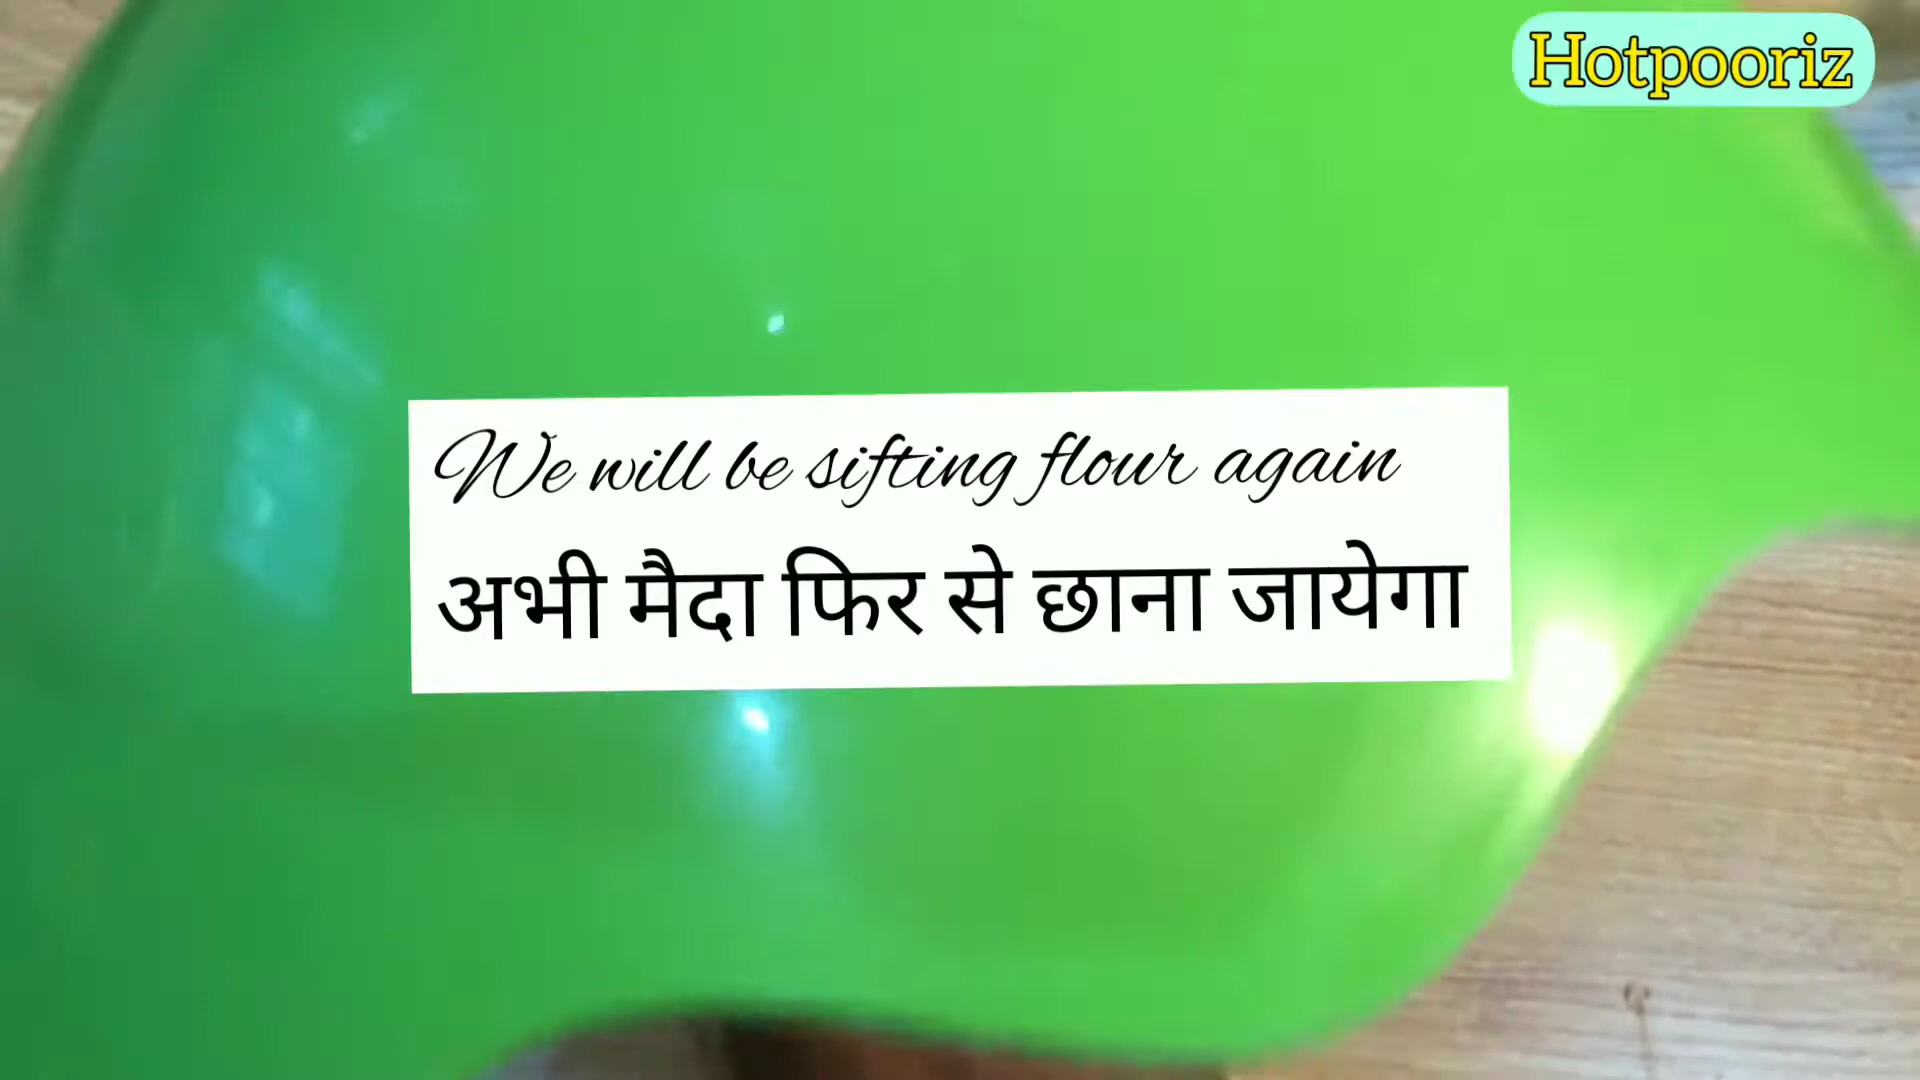 Hotpooriz
We will be sifting flour again
अभी मैदा फिर से छाना जायेगा